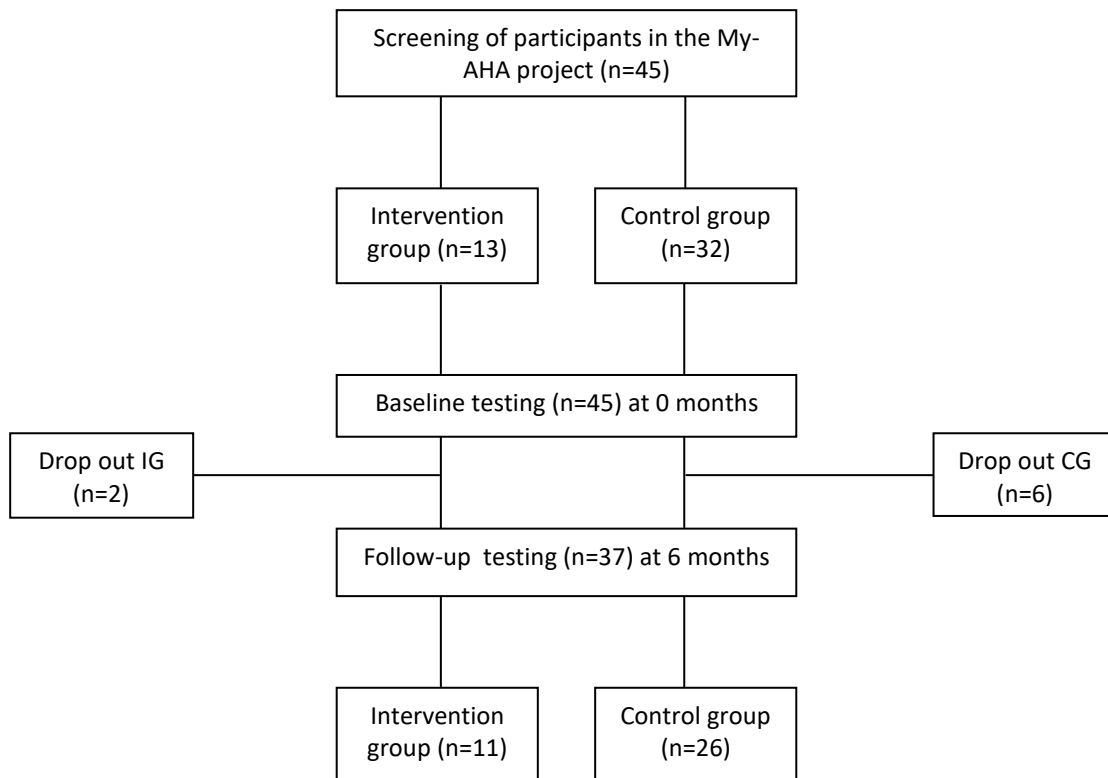 Screening of participants in the My-
AHA project (n=45)
Intervention
group (n=13)
Control group
(n=32)
Baseline testing (n=45) at 0 months
Drop out IG
(n=2)
Drop out CG
(n=6)
Follow-up  testing (n=37) at 6 months
Intervention
group (n=11)
Control group
(n=26)